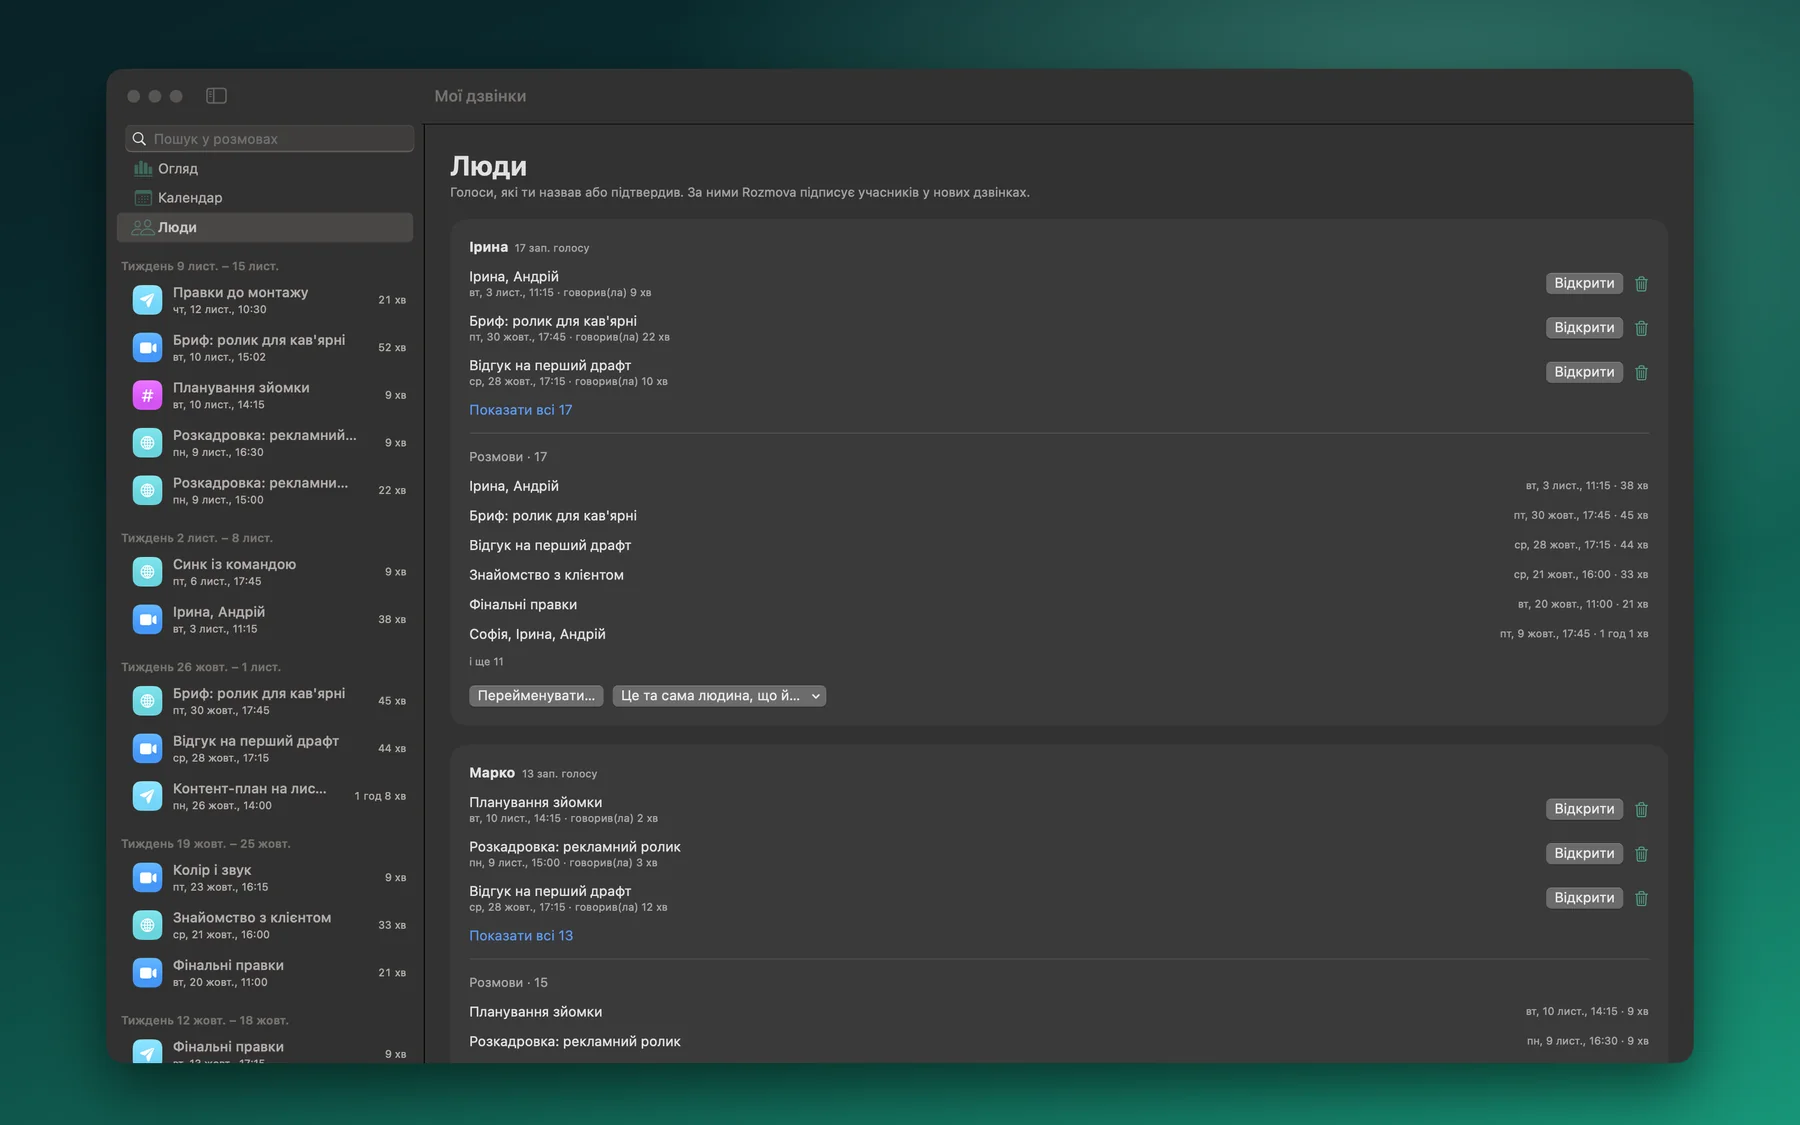 Мої дзвінки
Пошук у розмовах
Огляд
Календар
Люди
Тиждень 9 лист. – 15 лист.
Правки до монтажу
чт, 12 лист., 10:30
21 хв
Бриф: ролик для кав'ярні
вт, 10 лист., 15:02
52 хв
Планування зйомки
вт, 10 лист., 14:15
9 хв
Розкадровка: рекламний...
пн, 9 лист., 16:30
9 хв
Розкадровка: рекламни...
пн, 9 лист., 15:00
22 хв
Тиждень 2 лист. – 8 лист.
Синк із командою
пт, 6 лист., 17:45
9 хв
Ірина, Андрій
вт, 3 лист., 11:15
38 хв
Тиждень 26 жовт. – 1 лист.
Бриф: ролик для кав'ярні
пт, 30 жовт., 17:45
45 хв
Відгук на перший драфт
ср, 28 жовт., 17:15
44 хв
Контент-план на лис...
пн, 26 жовт., 14:00
1 год 8 хв
Тиждень 19 жовт. – 25 жовт.
Колір і звук
пт, 23 жовт., 16:15
9 хв
Знайомство з клієнтом
ср, 21 жовт., 16:00
33 хв
Фінальні правки
вт, 20 жовт., 11:00
21 хв
Тиждень 12 жовт. – 18 жовт.
Фінальні правки
вт, 13 жовт., 17:15
9 хв
Люди
Голоси, які ти назвав або підтвердив. За ними Rozmova підписує учасників у нових дзвінках.
Ірина 17 зап. голосу
Ірина, Андрій
вт, 3 лист., 11:15 · говорив(ла) 9 хв
Відкрити
Бриф: ролик для кав'ярні
пт, 30 жовт., 17:45 · говорив(ла) 22 хв
Відкрити
Відгук на перший драфт
ср, 28 жовт., 17:15 · говорив(ла) 10 хв
Відкрити
Показати всі 17
Розмови · 17
Ірина, Андрій
вт, 3 лист., 11:15 · 38 хв
Бриф: ролик для кав'ярні
пт, 30 жовт., 17:45 · 45 хв
Відгук на перший драфт
ср, 28 жовт., 17:15 · 44 хв
Знайомство з клієнтом
ср, 21 жовт., 16:00 · 33 хв
Фінальні правки
вт, 20 жовт., 11:00 · 21 хв
Софія, Ірина, Андрій
пт, 9 жовт., 17:45 · 1 год 1 хв
і ще 11
Перейменувати...
Це та сама людина, що й...
Марко 13 зап. голосу
Планування зйомки
вт, 10 лист., 14:15 · говорив(ла) 2 хв
Відкрити
Розкадровка: рекламний ролик
пн, 9 лист., 15:00 · говорив(ла) 3 хв
Відкрити
Відгук на перший драфт
ср, 28 жовт., 17:15 · говорив(ла) 12 хв
Відкрити
Показати всі 13
Розмови · 15
Планування зйомки
вт, 10 лист., 14:15 · 9 хв
Розкадровка: рекламний ролик
пн, 9 лист., 16:30 · 9 хв